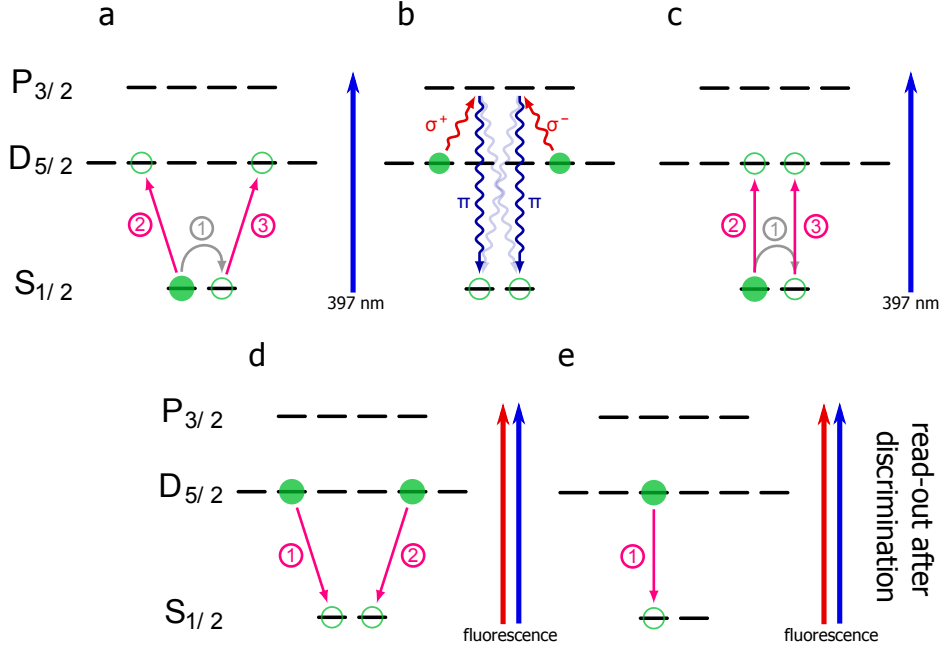 a
b
c
P3/2
D5/2
S1/2
2
1
3
397 nm
σ+
σ-
π
π
2
1
3
397 nm
d
e
P3/2
D5/2
S1/2
1
2
fluorescence
1
fluorescence
read-out after
discrimination